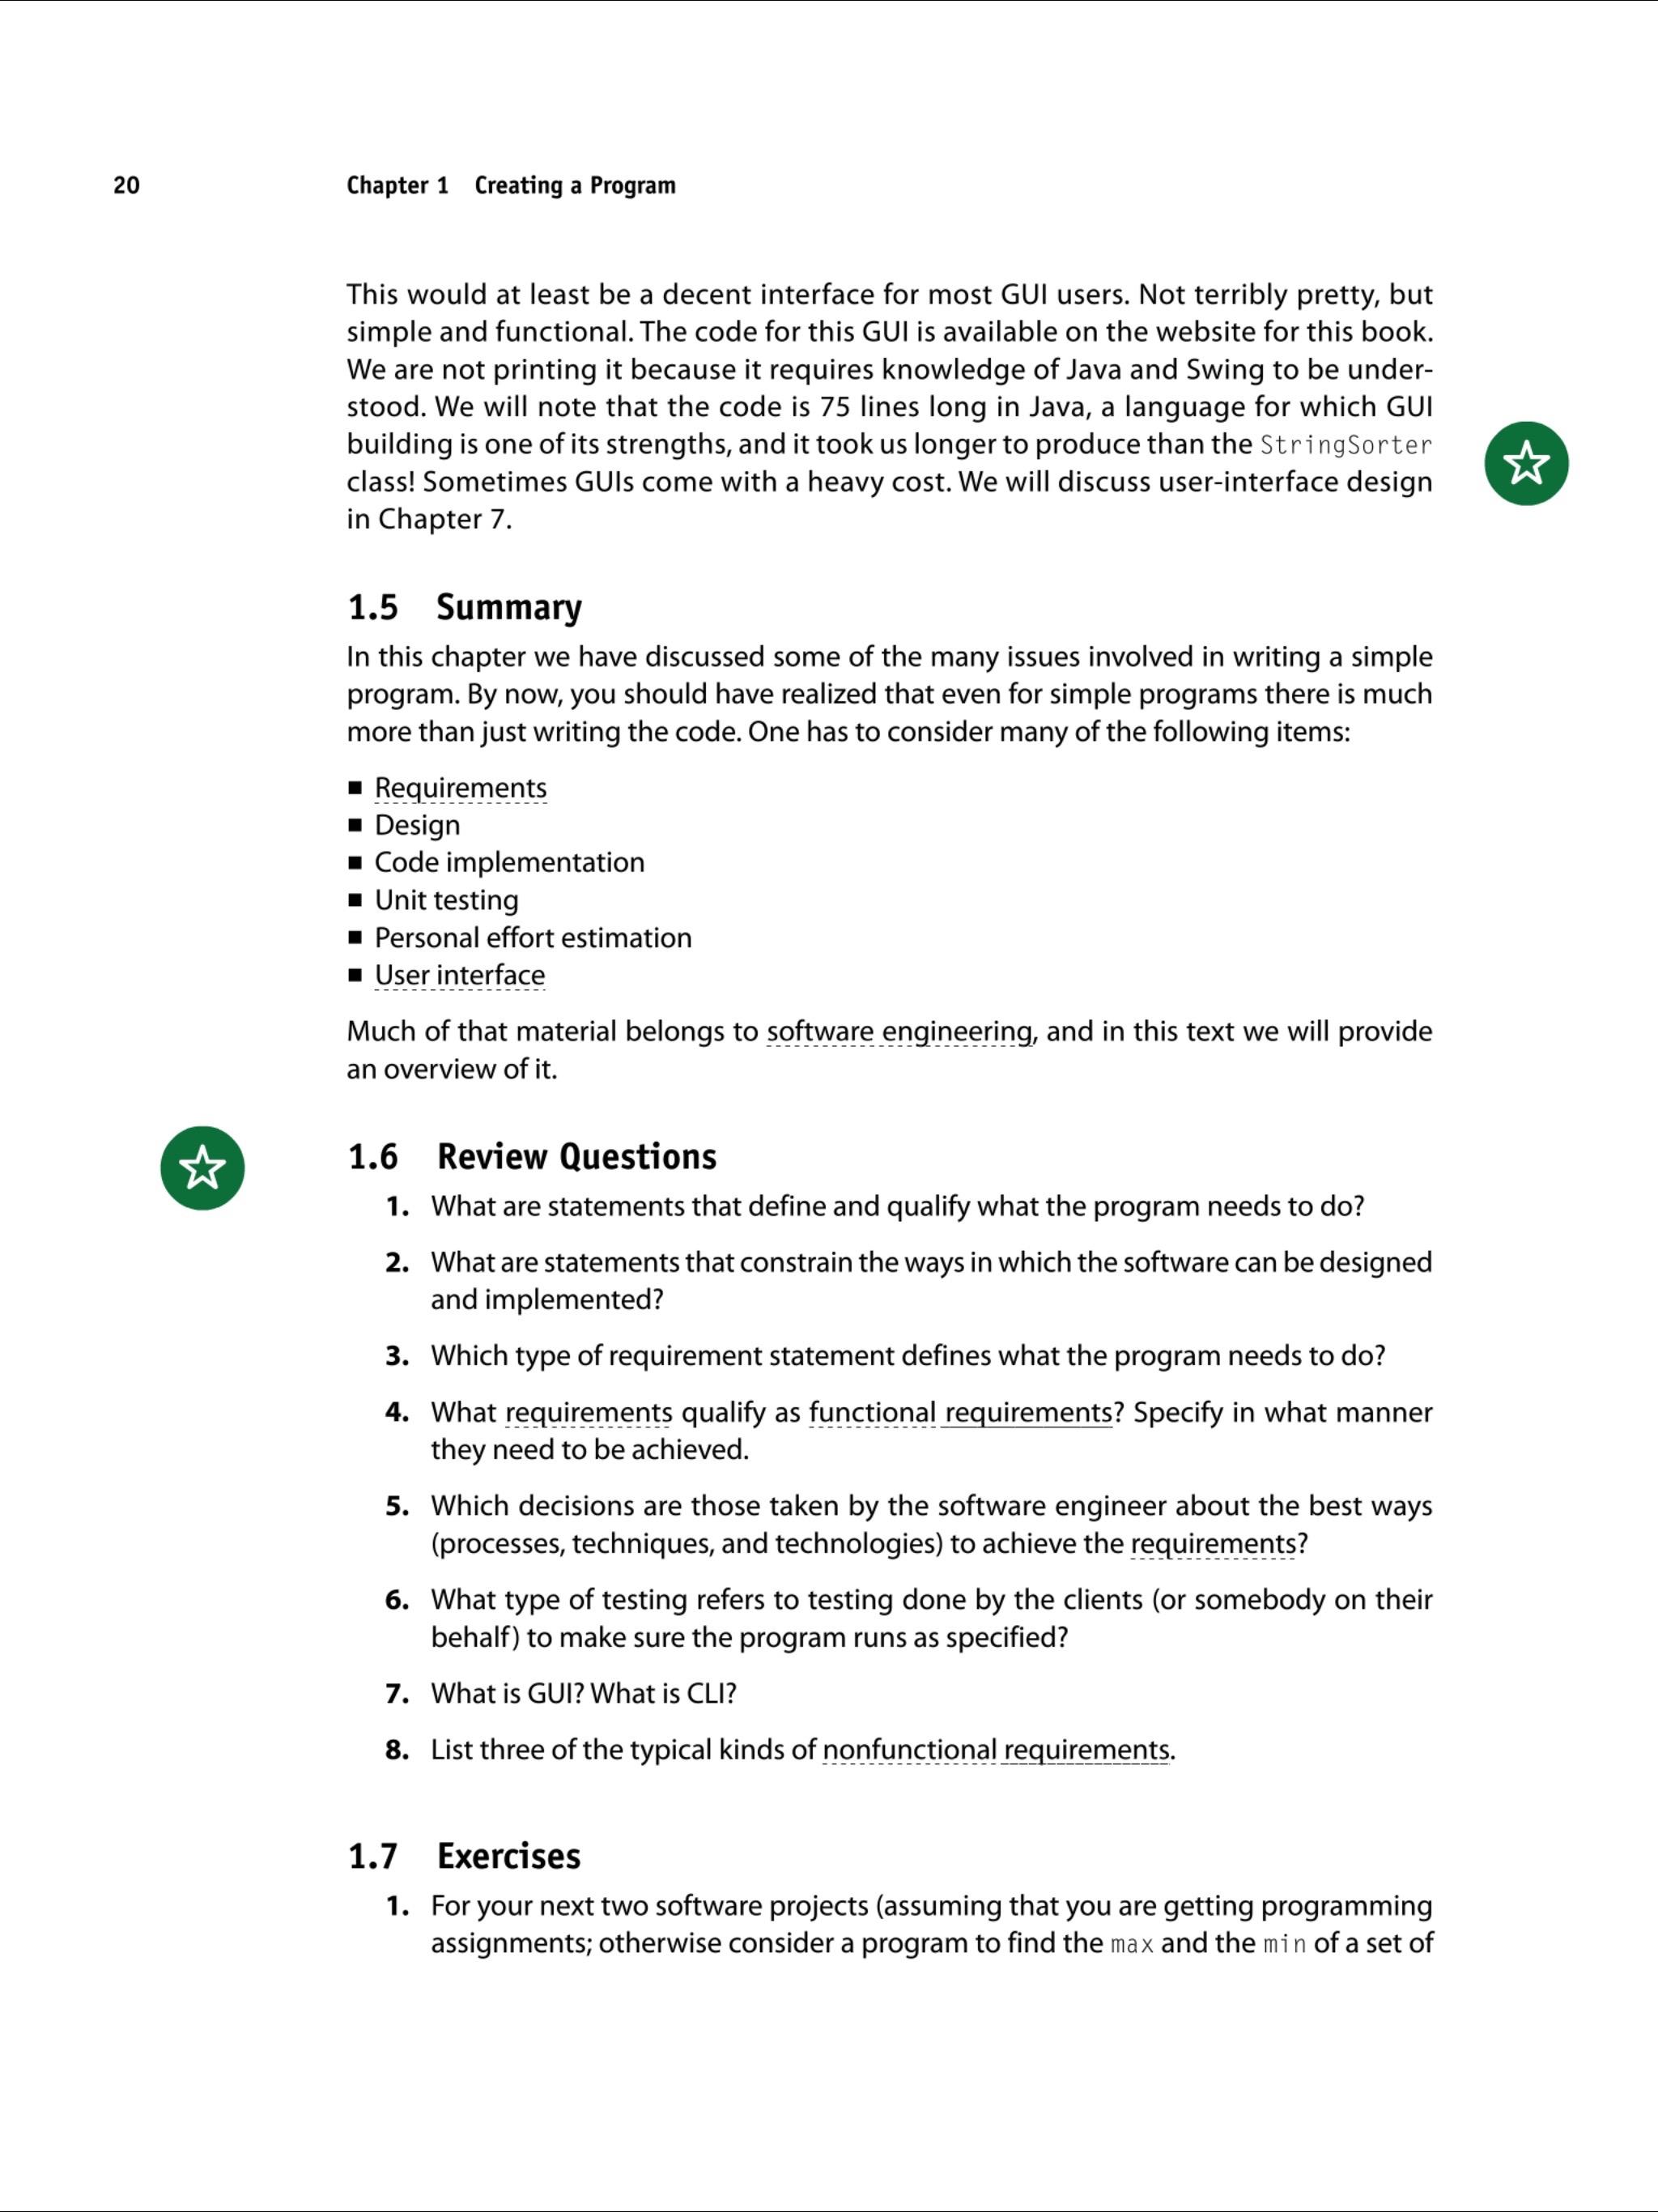 20 Chapter 1 Creating a Program
This would at least be a decent interface for most GUI users. Not terribly pretty, but
simple and functional. The code for this GUI is available on the website for this book.
We are not printing it because it requires knowledge of Java and Swing to be under-
stood. We will note that the code is 75 lines long in Java, a language for which GUI
building is one of its strengths, and it took us longer to produce than the StringSorter
class! Sometimes GUIs come with a heavy cost. We will discuss user-interface design
in Chapter 7.
1.5 Summary
In this chapter we have discussed some of the many issues involved in writing a simple
program. By now, you should have realized that even for simple programs there is much
more than just writing the code. One has to consider many of the following items:
■ Requirements
■ Design
■ Code implementation
■ Unit testing
■ Personal effort estimation
■ User interface
Much of that material belongs to software engineering, and in this text we will provide
an overview of it.
1.6 Review Questions
1. What are statements that define and qualify what the program needs to do?
2. What are statements that constrain the ways in which the software can be designed
and implemented?
3. Which type of requirement statement defines what the program needs to do?
4. What requirements qualify as functional requirements? Specify in what manner
they need to be achieved.
5. Which decisions are those taken by the software engineer about the best ways
(processes, techniques, and technologies) to achieve the requirements?
6. What type of testing refers to testing done by the clients (or somebody on their
behalf) to make sure the program runs as specified?
7. What is GUI? What is CLI?
8. List three of the typical kinds of nonfunctional requirements.
1.7 Exercises
1. For your next two software projects (assuming that you are getting programming
assignments; otherwise consider a program to find the max and the min of a set of